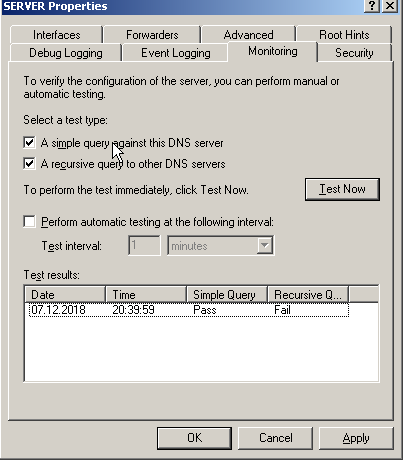 SERVER Properties
Interfaces Forwarders Advanced Root Hints
Debug Logging Event Logging Monitoring Security
To verify the configuration of the server, you can perform manual or
automatic testing.
Select a test type:
A simple query against this DNS server
A recursive query to other DNS servers
To perform the test immediately, click Test Now.
Test Now
Perform automatic testing at the following interval:
Test interval: 1 minutes
Test results:
Date Time Simple Query Recursive Q...
07.12.2018 20:39:59 Pass Fail
OK Cancel Apply